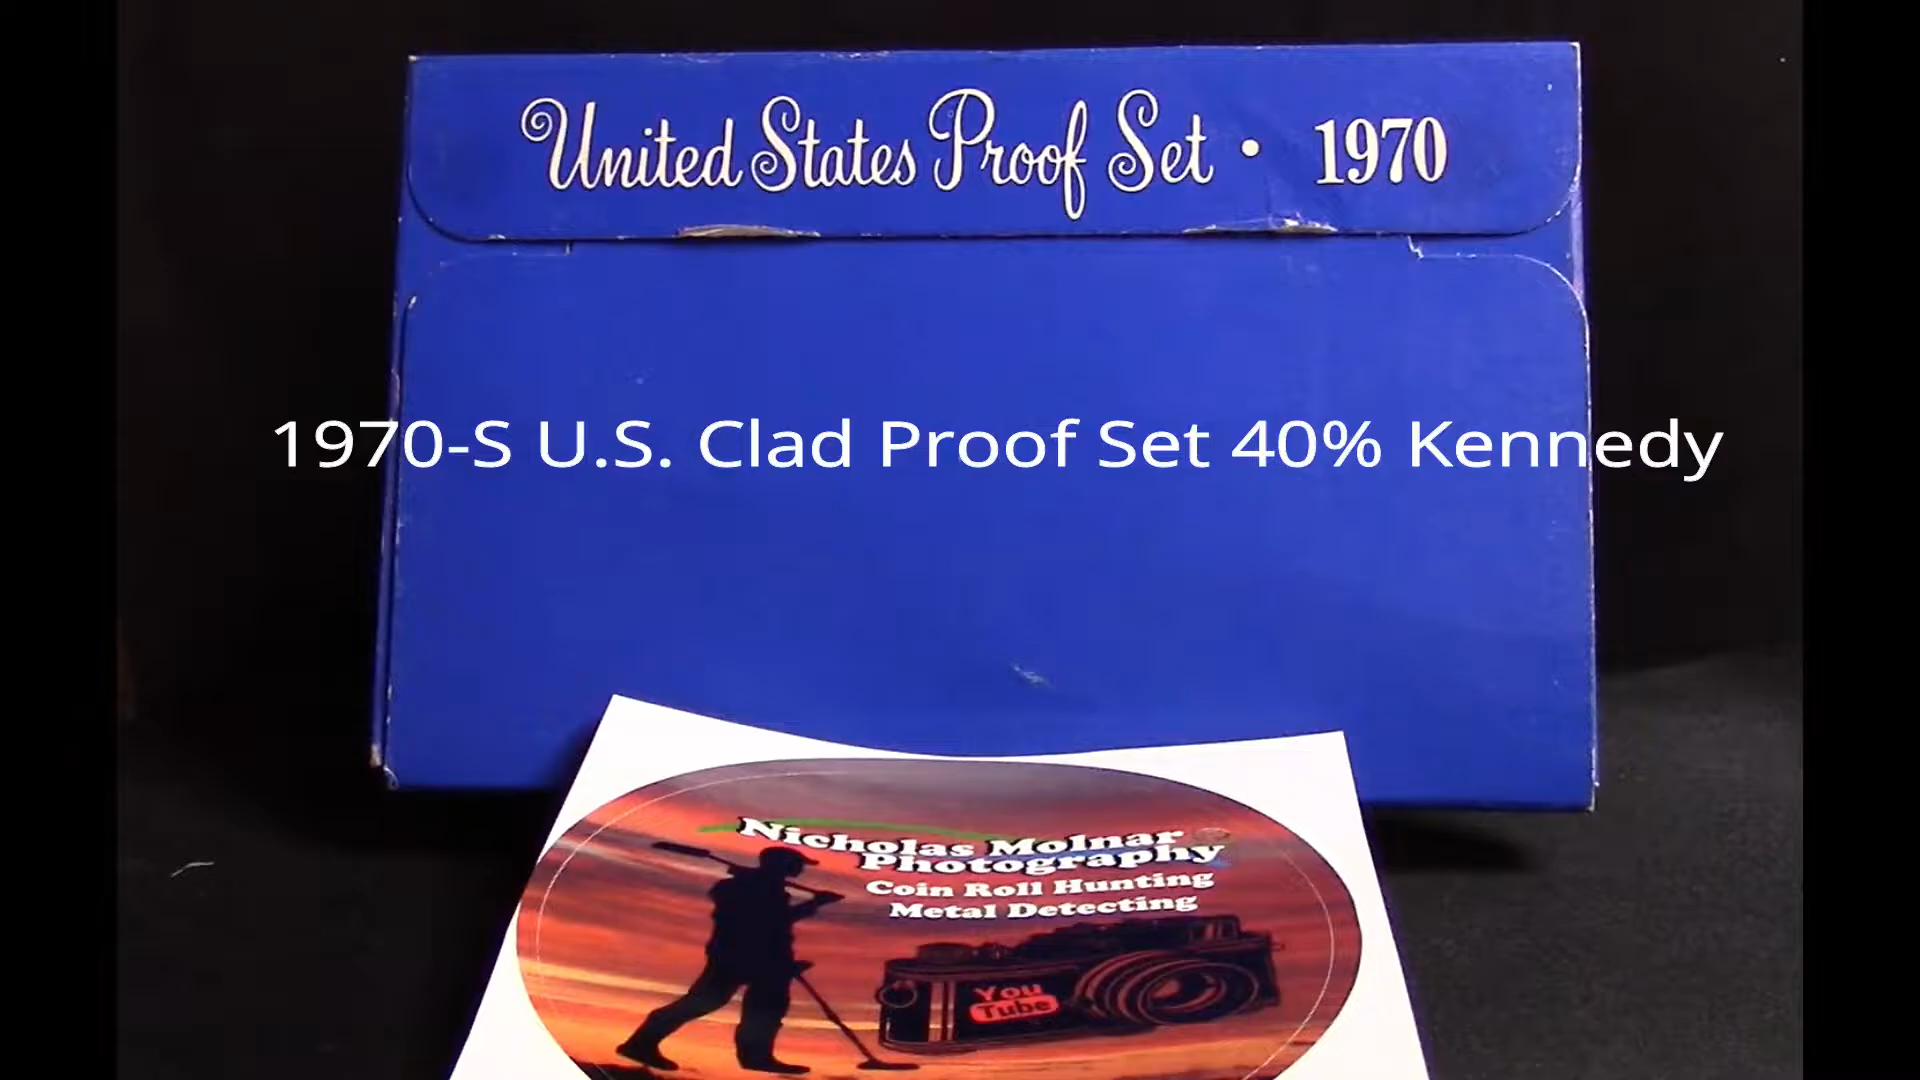 United States Proof Set • 1970
1970-S U.S. Clad Proof Set 40% Kennedy
Nicholas Molnar
Photography
Coin Roll Hunting
Metal Detecting
You
Tube